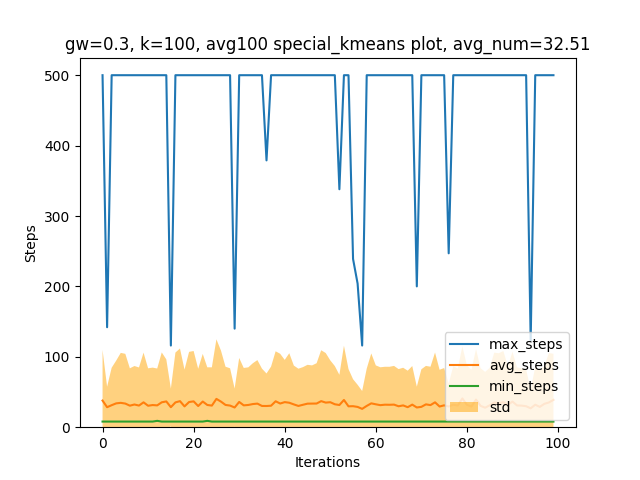 gw=0.3, k=100, avg100 special_kmeans plot, avg_num=32.51
500
400
300
200
100
0
Steps
max_steps
avg_steps
min_steps
std
0 20 40 60 80 100
Iterations